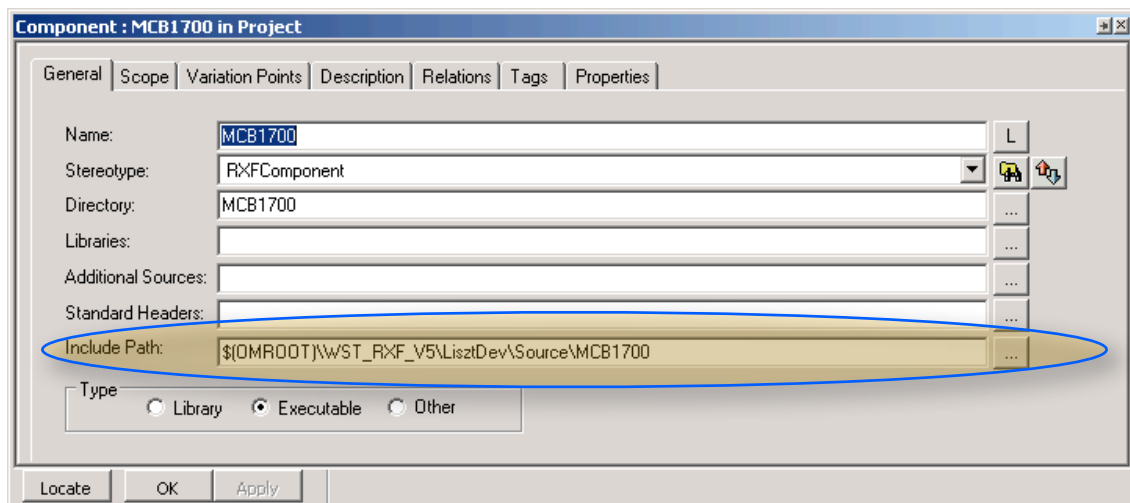 Component : MCB1700 in Project
General Scope Variation Points Description Relations Tags Properties
Name: MCB1700 L
Stereotype: RXFComponent
Directory: MCB1700 ...
Libraries: ...
Additional Sources: ...
Standard Headers: ...
Include Path: $(OMROOT)\WST_RXF_V5\LisztDev\Source\MCB1700 ...
Type
Library Executable Other
Locate OK Apply